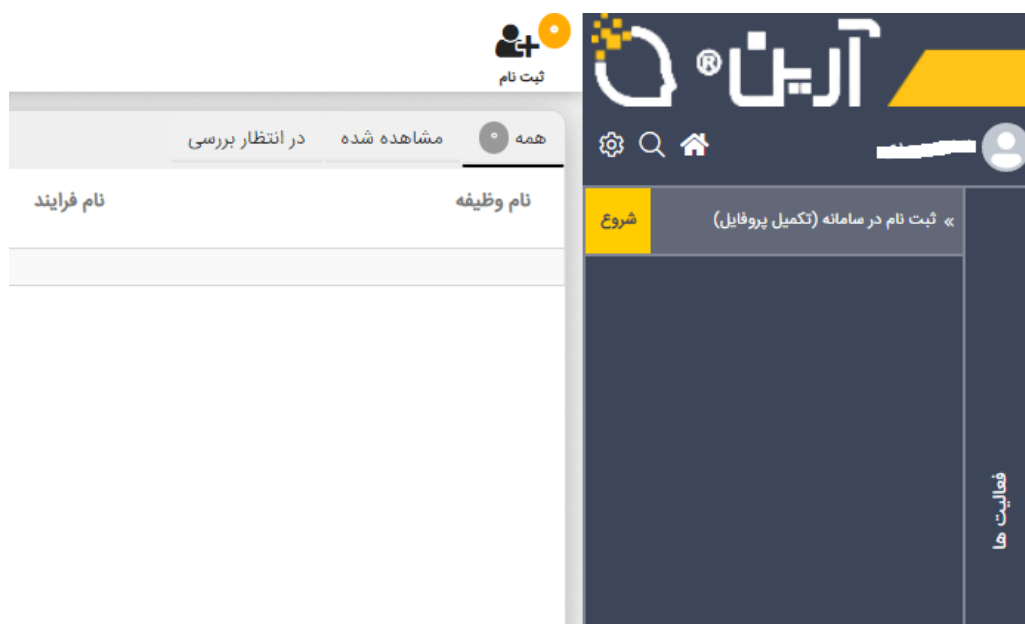 آرین®
۰
ثبت نام
همه ۰ مشاهده شده در انتظار بررسی
نام وظیفه نام فرایند
» ثبت نام در سامانه (تکمیل پروفایل) شروع
فعالیت ها